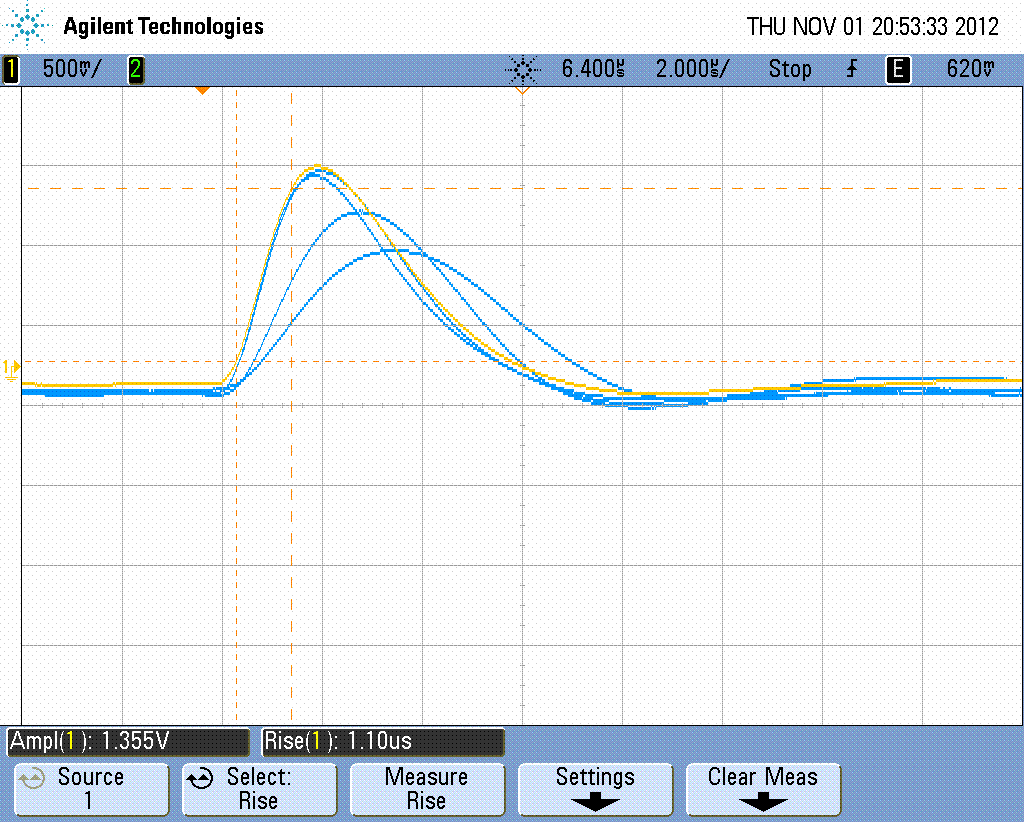 Agilent Technologies THU NOV 01 20:53:33 2012
1 500mV/ 2 6.400µs 2.000µs/ Stop E 620mV
1
Ampl(1): 1.355V Rise(1): 1.10us
Source Select: Measure Settings Clear Meas
1 Rise Rise